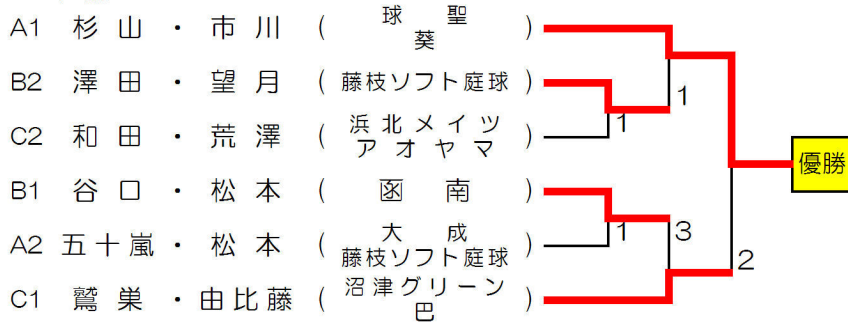 A1 杉山・市川 (球聖 葵)
1
B2 澤田・望月 (藤枝ソフト庭球)
1
C2 和田・荒澤 (浜北メイツ アオヤマ)
優勝
B1 谷口・松本 (函南)
1 3
A2 五十嵐・松本 (大成 藤枝ソフト庭球)
2
C1 鷲巣・由比藤 (沼津グリーン 巴)